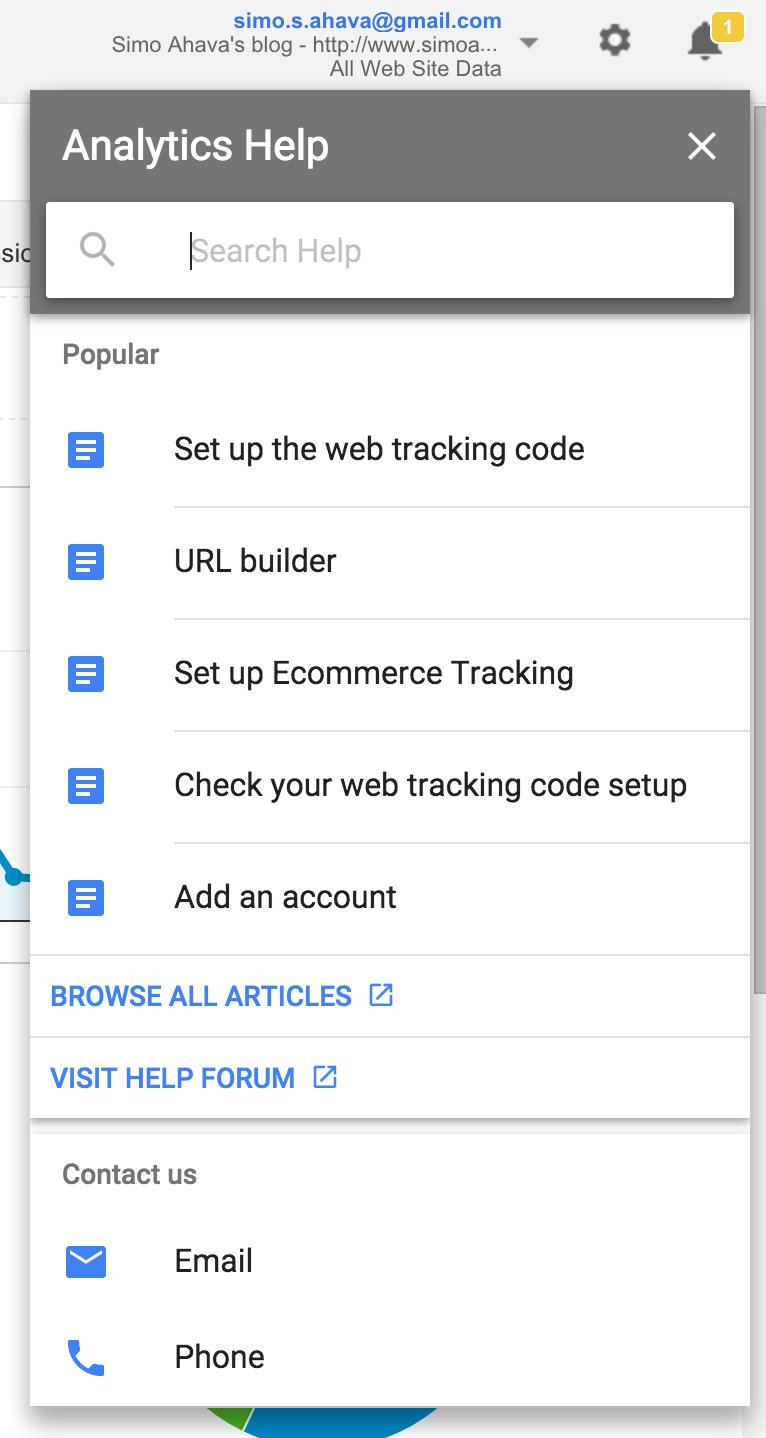 simo.s.ahava@gmail.com
Simo Ahava's blog - http://www.simoa...
All Web Site Data
1
Analytics Help
Search Help
Popular
Set up the web tracking code
URL builder
Set up Ecommerce Tracking
Check your web tracking code setup
Add an account
BROWSE ALL ARTICLES
VISIT HELP FORUM
Contact us
Email
Phone